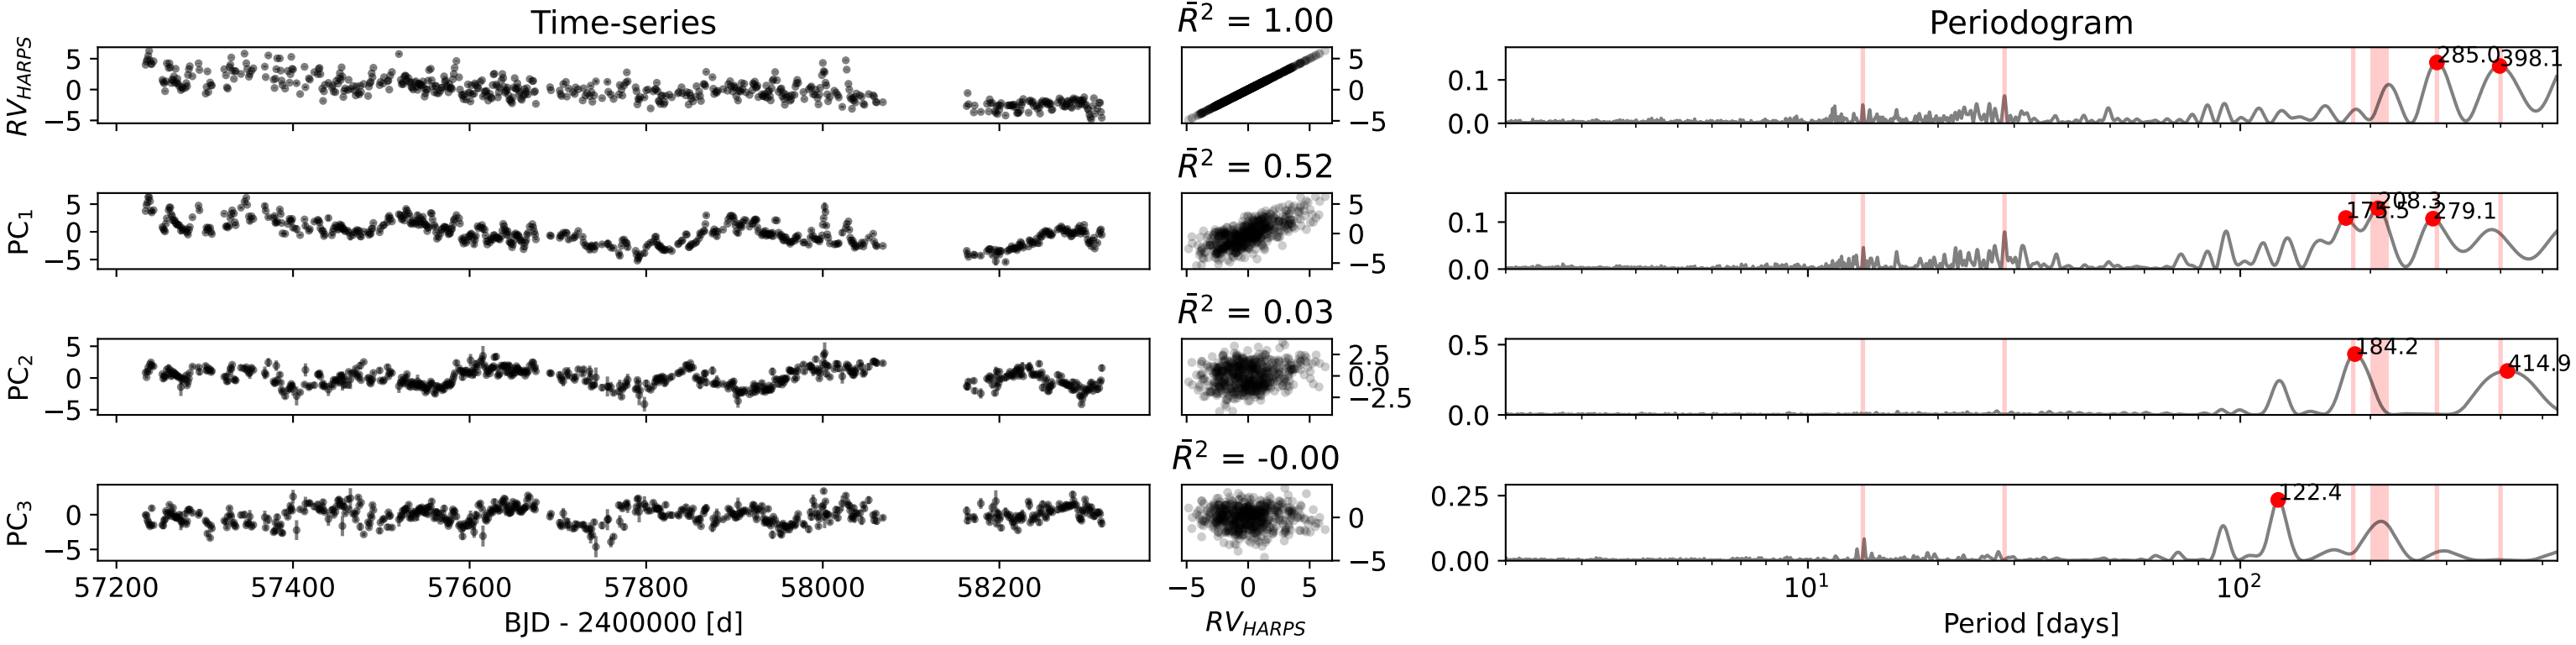 Time-series
R̄² = 1.00
Periodogram
RV_HARPS
5
0
−5
5
0
−5
0.1
0.0
285.0
398.1
R̄² = 0.52
PC₁
5
0
−5
5
0
−5
0.1
0.0
175.5
208.3
279.1
R̄² = 0.03
PC₂
5
0
−5
2.5
0.0
−2.5
0.5
0.0
184.2
414.9
R̄² = -0.00
PC₃
0
−5
0
−5
0.25
0.00
122.4
57200 57400 57600 57800 58000 58200
−5 0 5
10¹ 10²
BJD - 2400000 [d]
RV_HARPS
Period [days]